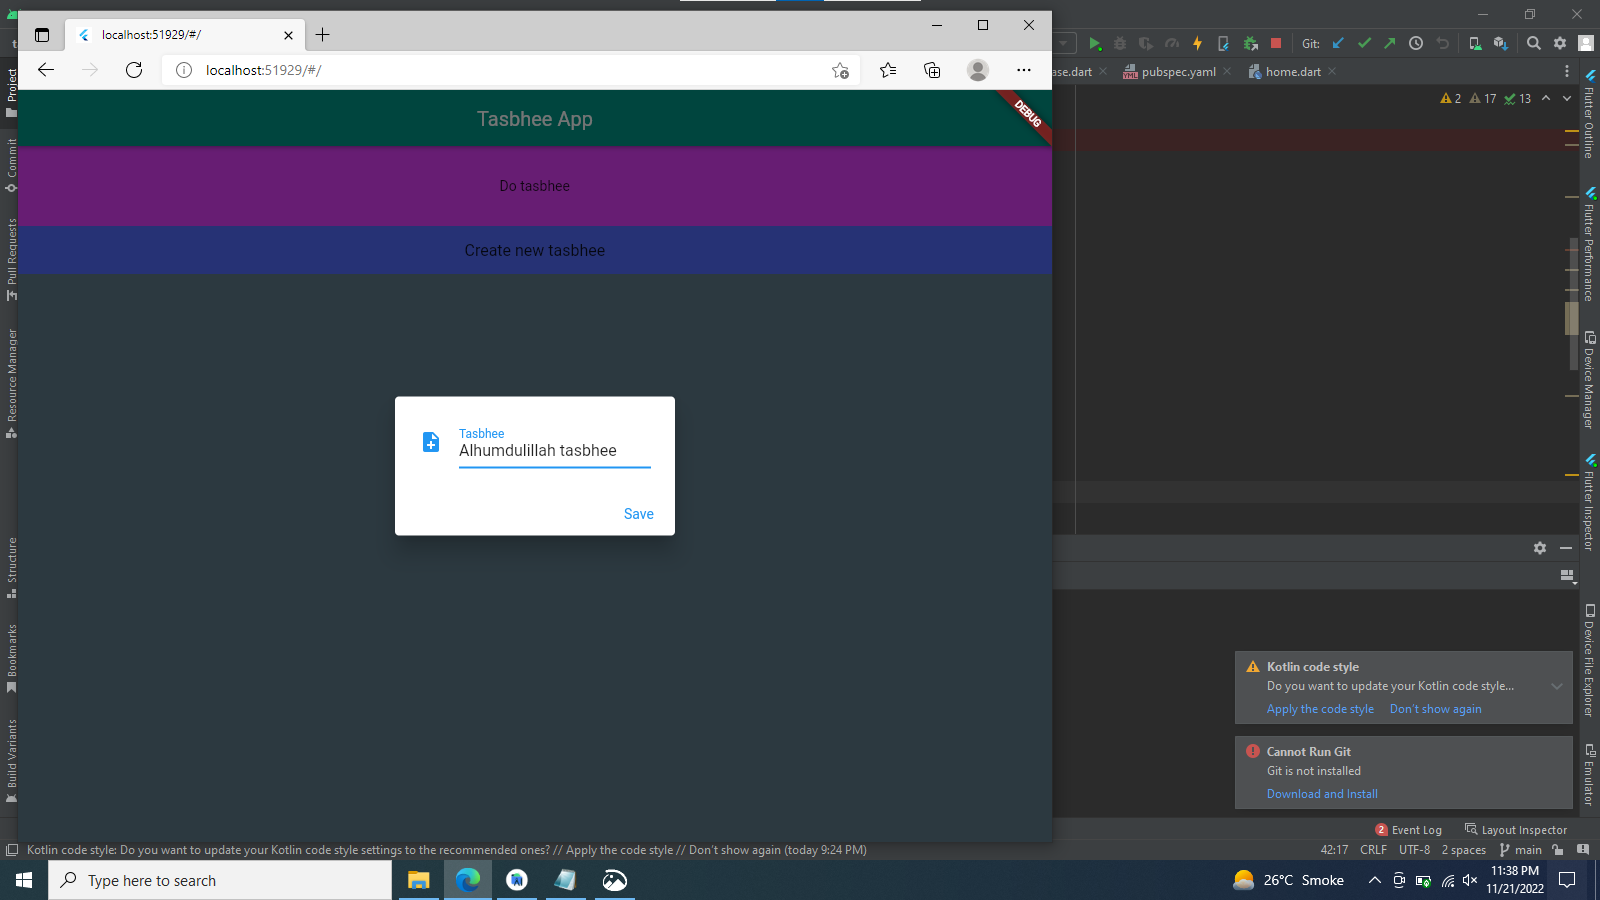 localhost:51929/#/
localhost:51929/#/
Tasbhee App
DEBUG
Do tasbhee
Create new tasbhee
Tasbhee
Alhumdulillah tasbhee
Save
Project
Commit
Pull Requests
Resource Manager
Structure
Bookmarks
Build Variants
Git:
ase.dart
pubspec.yaml
home.dart
2 17 13
Flutter Outline
Flutter Performance
Device Manager
Flutter Inspector
Device File Explorer
Emulator
Kotlin code style
Do you want to update your Kotlin code style...
Apply the code style Don't show again
Cannot Run Git
Git is not installed
Download and Install
2 Event Log Layout Inspector
Kotlin code style: Do you want to update your Kotlin code style settings to the recommended ones? // Apply the code style // Don't show again (today 9:24 PM)
42:17 CRLF UTF-8 2 spaces main
Type here to search
26°C Smoke
11:38 PM
11/21/2022